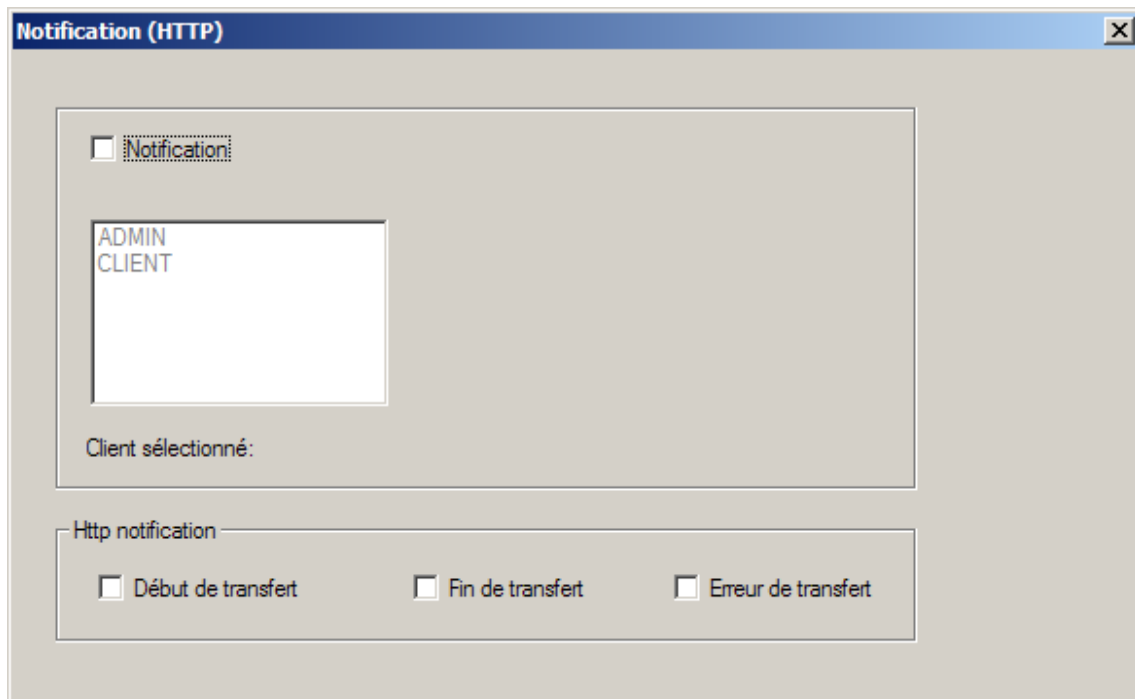 Notification (HTTP)
Notification
ADMIN
CLIENT
Client sélectionné:
Http notification
Début de transfert Fin de transfert Erreur de transfert